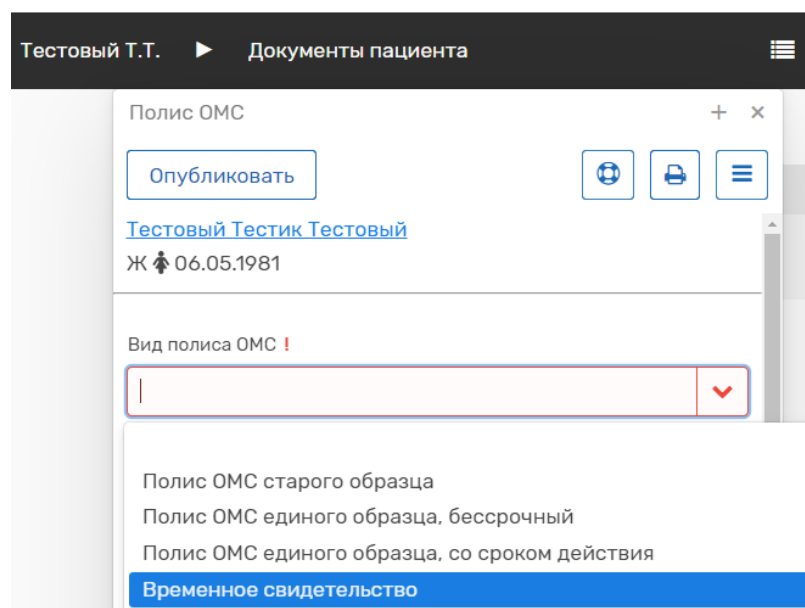 Тестовый Т.Т. ▶ Документы пациента
Полис ОМС
Опубликовать
Тестовый Тестик Тестовый
Ж 06.05.1981
Вид полиса ОМС !
Полис ОМС старого образца
Полис ОМС единого образца, бессрочный
Полис ОМС единого образца, со сроком действия
Временное свидетельство